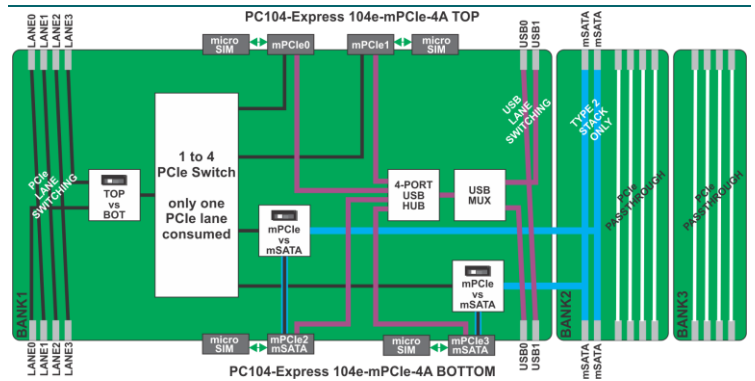 PC104-Express 104e-mPCIe-4A TOP
LANE0
LANE1
LANE2
LANE3
micro
SIM
mPCIe0
mPCIe1
micro
SIM
USB0
USB1
mSATA
mSATA
PCIe
LANE
SWITCHING
TOP
vs
BOT
1 to 4
PCIe Switch
only one
PCIe lane
consumed
mPCIe
vs
mSATA
4-PORT
USB
HUB
USB
MUX
USB
LANE
SWITCHING
TYPE 2
STACK
ONLY
PCIe
PASSTHROUGH
PCIe
PASSTHROUGH
mPCIe
vs
mSATA
BANK1
BANK2
BANK3
LANE0
LANE1
LANE2
LANE3
micro
SIM
mPCIe2
mSATA
micro
SIM
mPCIe3
mSATA
USB0
USB1
mSATA
mSATA
PC104-Express 104e-mPCIe-4A BOTTOM